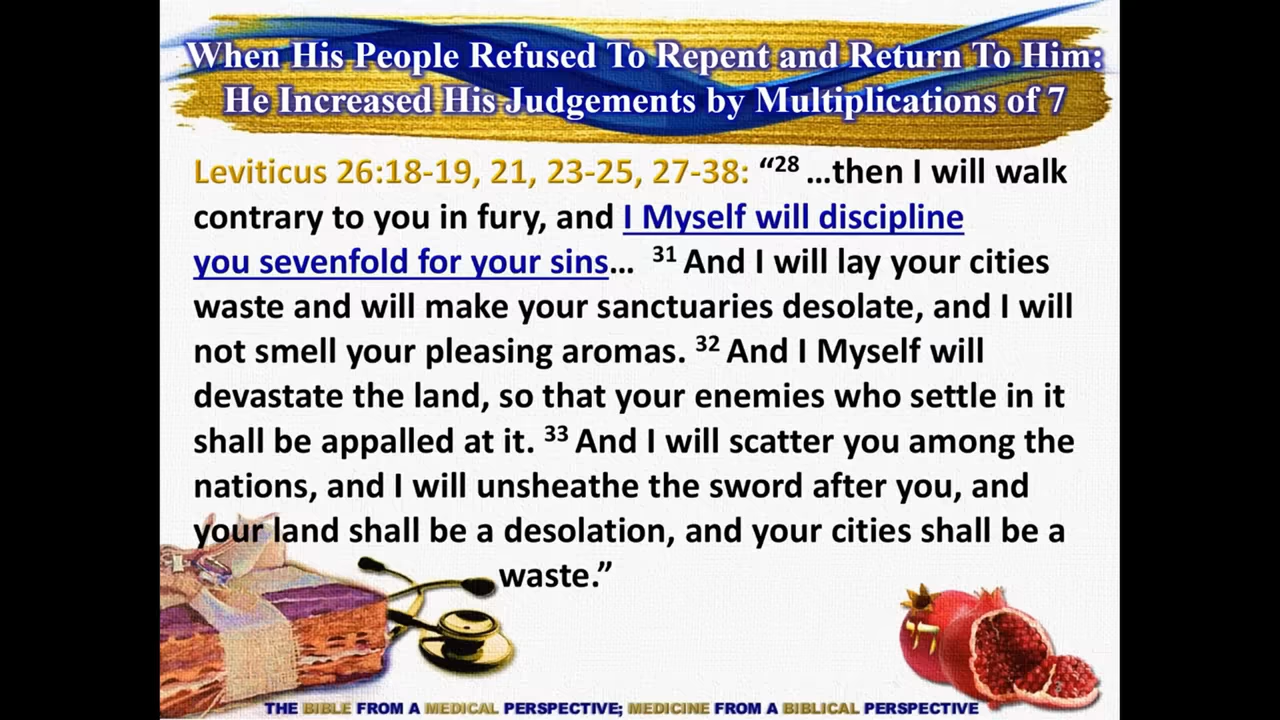 When His People Refused To Repent and Return To Him:
He Increased His Judgements by Multiplications of 7
Leviticus 26:18-19, 21, 23-25, 27-38: “28 …then I will walk
contrary to you in fury, and I Myself will discipline
you sevenfold for your sins… 31 And I will lay your cities
waste and will make your sanctuaries desolate, and I will
not smell your pleasing aromas. 32 And I Myself will
devastate the land, so that your enemies who settle in it
shall be appalled at it. 33 And I will scatter you among the
nations, and I will unsheathe the sword after you, and
your land shall be a desolation, and your cities shall be a
waste.”
THE BIBLE FROM A MEDICAL PERSPECTIVE; MEDICINE FROM A BIBLICAL PERSPECTIVE